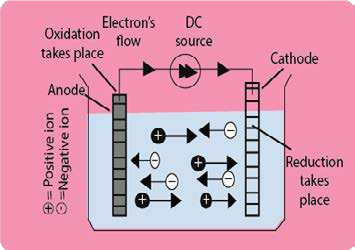 Oxidation
takes place
Electron's
flow
DC
source
Cathode
Anode
Reduction
takes
place
⊕= Positive ion
⊖=Negative ion